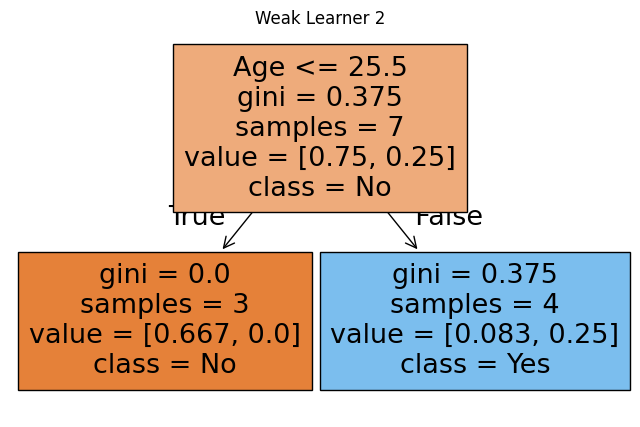 Weak Learner 2
Age <= 25.5
gini = 0.375
samples = 7
value = [0.75, 0.25]
class = No
True
False
gini = 0.0
samples = 3
value = [0.667, 0.0]
class = No
gini = 0.375
samples = 4
value = [0.083, 0.25]
class = Yes